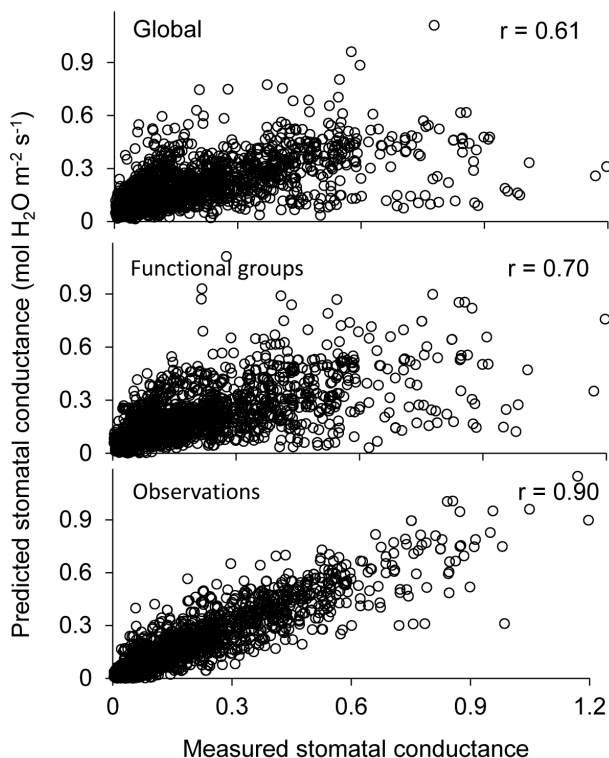 Global
r = 0.61
0.9
0.6
0.3
0
Functional groups
r = 0.70
0.9
0.6
0.3
0
Observations
r = 0.90
0.9
0.6
0.3
0
0 0.3 0.6 0.9 1.2
Measured stomatal conductance
Predicted stomatal conductance (mol H₂O m⁻² s⁻¹)